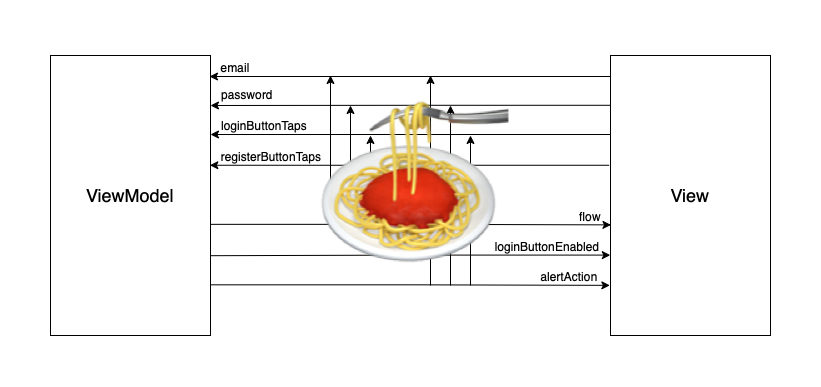 email
password
loginButtonTaps
registerButtonTaps
ViewModel
View
flow
loginButtonEnabled
alertAction